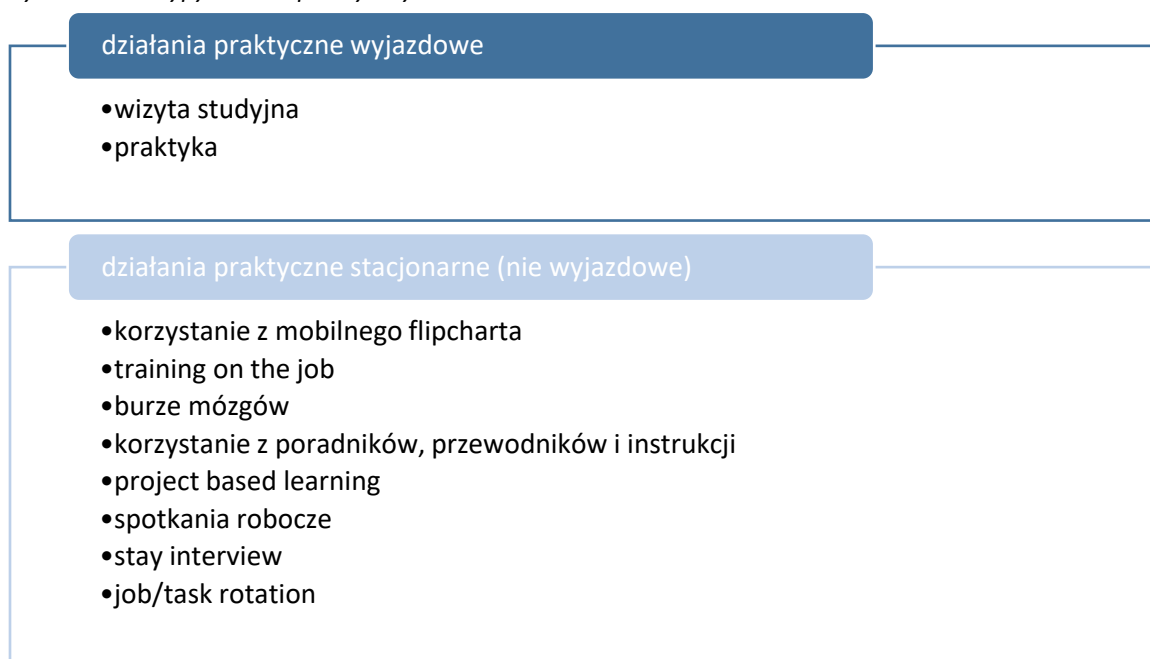 działania praktyczne wyjazdowe
•wizyta studyjna
•praktyka
działania praktyczne stacjonarne (nie wyjazdowe)
•korzystanie z mobilnego flipcharta
•training on the job
•burze mózgów
•korzystanie z poradników, przewodników i instrukcji
•project based learning
•spotkania robocze
•stay interview
•job/task rotation